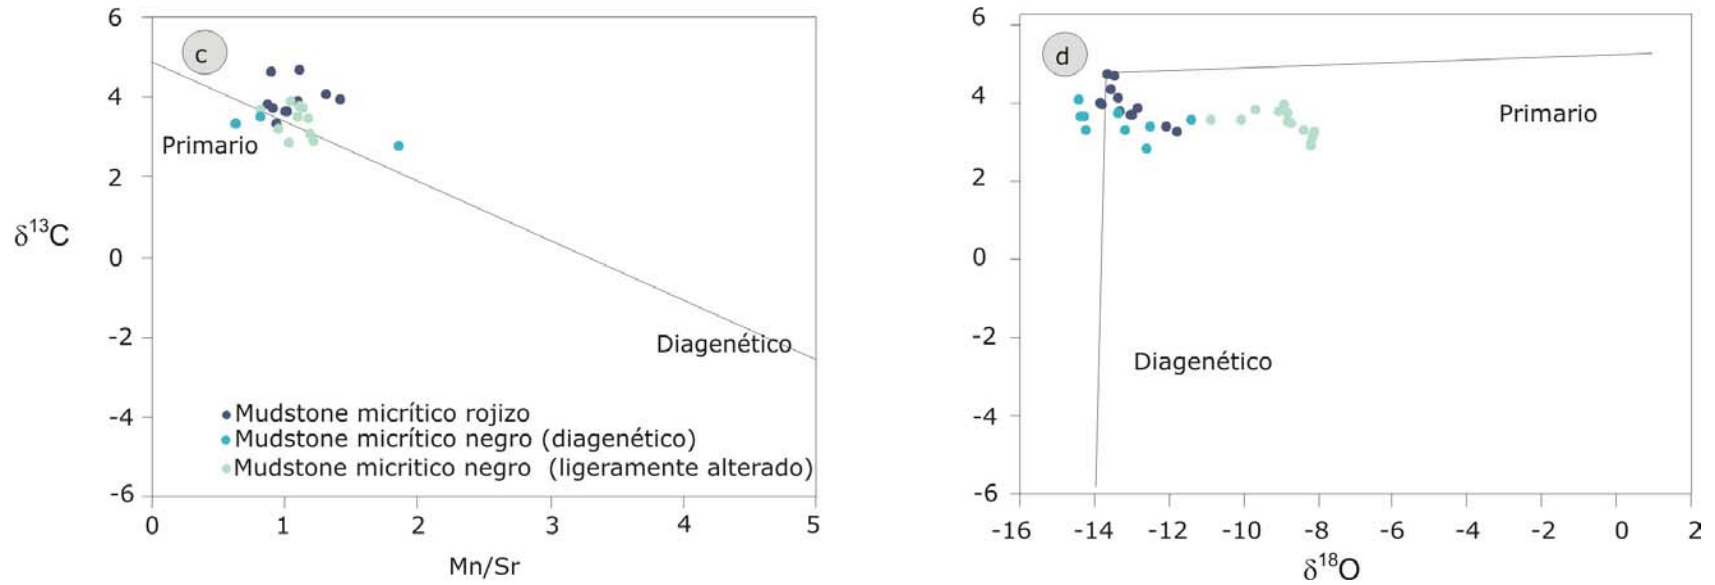 6
c
4
Primario
2
δ13C
0
-2
Diagenético
-4
Mudstone micrítico rojizo
Mudstone micrítico negro (diagenético)
Mudstone micritico negro (ligeramente alterado)
-6
0 1 2 3 4 5
Mn/Sr
6
d
4
Primario
2
0
-2
Diagenético
-4
-6
-16 -14 -12 -10 -8 -6 -4 -2 0 2
δ18O